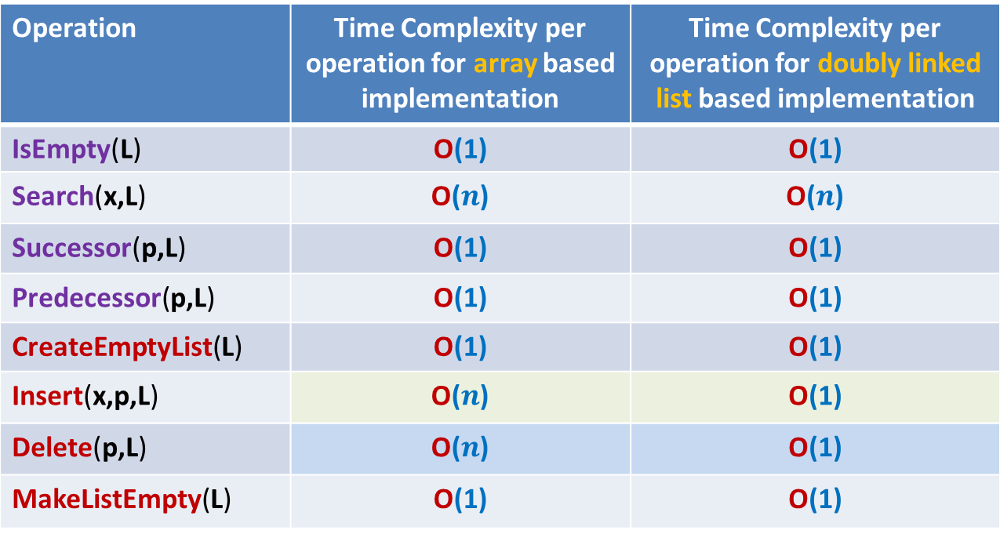 Operation
Time Complexity per
operation for array based
implementation
Time Complexity per
operation for doubly linked
list based implementation
IsEmpty(L)
O(1)
O(1)
Search(x,L)
O(n)
O(n)
Successor(p,L)
O(1)
O(1)
Predecessor(p,L)
O(1)
O(1)
CreateEmptyList(L)
O(1)
O(1)
Insert(x,p,L)
O(n)
O(1)
Delete(p,L)
O(n)
O(1)
MakeListEmpty(L)
O(1)
O(1)